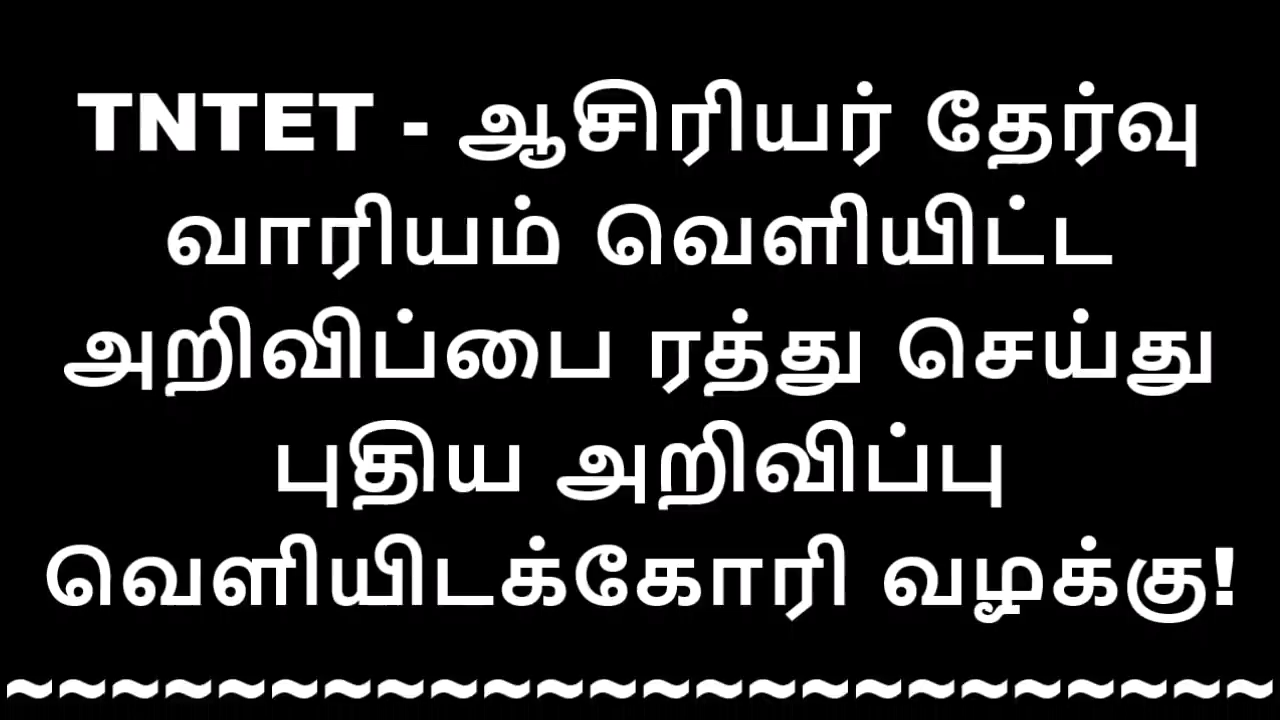 TNTET - ஆசிரியர் தேர்வு
வாரியம் வெளியிட்ட
அறிவிப்பை ரத்து செய்து
புதிய அறிவிப்பு
வெளியிடக்கோரி வழக்கு!
~~~~~~~~~~~~~~~~~~~~~~~~